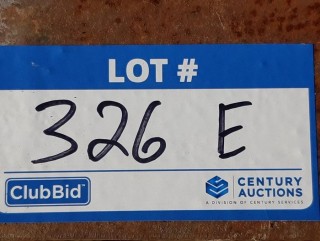 LOT #
326 E
ClubBid
CENTURY
AUCTIONS
A DIVISION OF CENTURY SERVICES